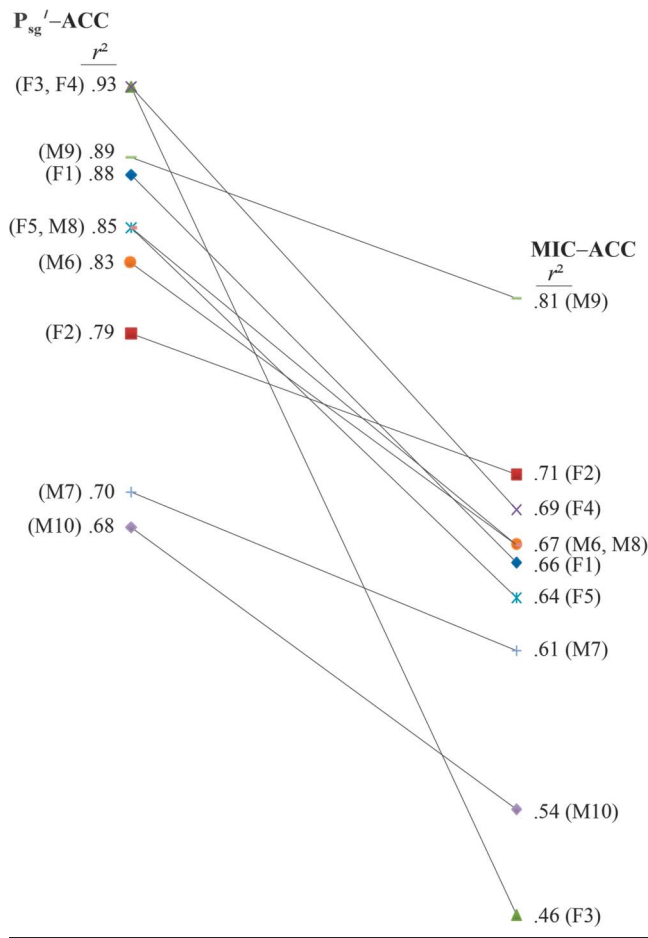 P_sg′–ACC
r²
(F3, F4) .93
(M9) .89
(F1) .88
(F5, M8) .85
(M6) .83
(F2) .79
(M7) .70
(M10) .68
MIC–ACC
r²
.81 (M9)
.71 (F2)
.69 (F4)
.67 (M6, M8)
.66 (F1)
.64 (F5)
.61 (M7)
.54 (M10)
.46 (F3)